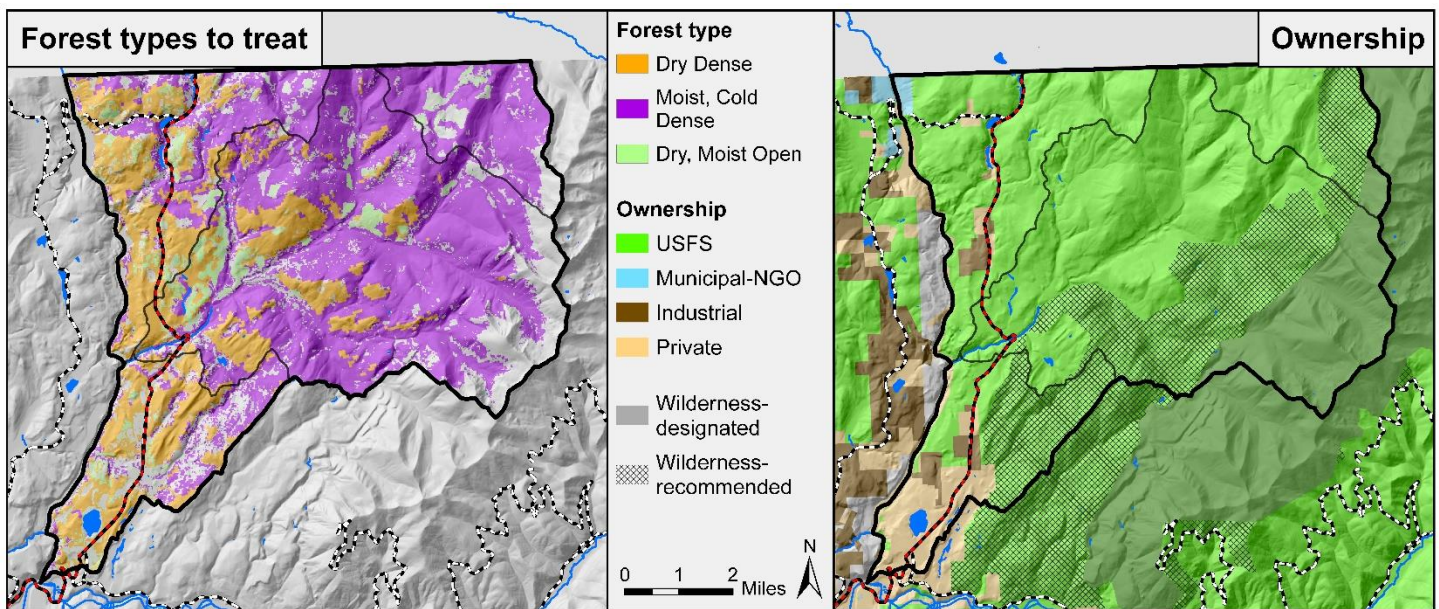 Forest types to treat
Forest type
Dry Dense
Moist, Cold
Dense
Dry, Moist Open
Ownership
USFS
Municipal-NGO
Industrial
Private
Wilderness-
designated
Wilderness-
recommended
N
0 1 2 Miles
Ownership